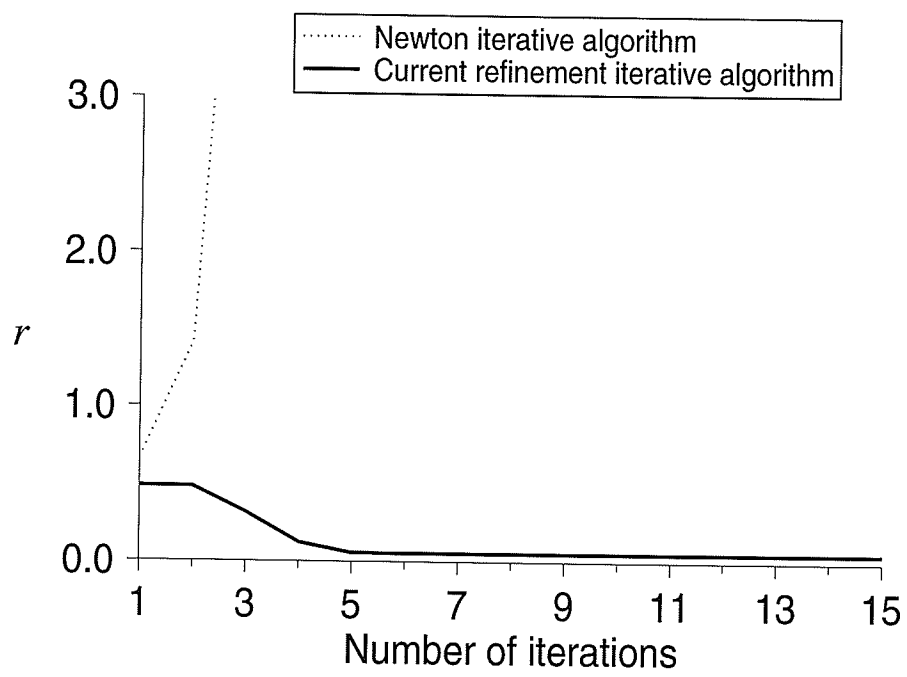 Newton iterative algorithm
Current refinement iterative algorithm
3.0
2.0
r
1.0
0.0
1 3 5 7 9 11 13 15
Number of iterations